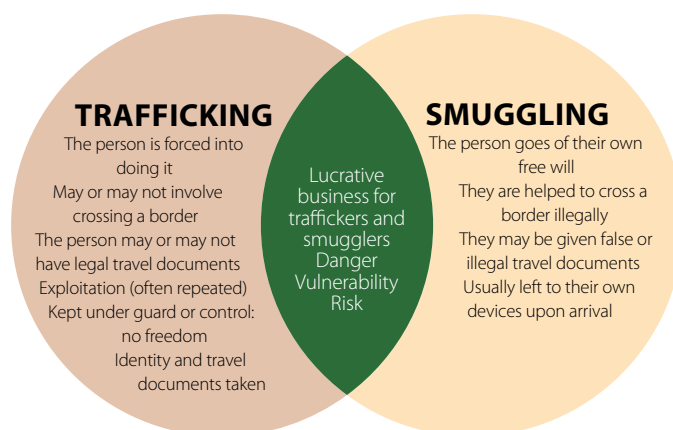 TRAFFICKING
The person is forced into
doing it
May or may not involve
crossing a border
The person may or may not
have legal travel documents
Exploitation (often repeated)
Kept under guard or control:
no freedom
Identity and travel
documents taken
Lucrative
business for
traffickers and
smugglers
Danger
Vulnerability
Risk
SMUGGLING
The person goes of their own
free will
They are helped to cross a
border illegally
They may be given false or
illegal travel documents
Usually left to their own
devices upon arrival